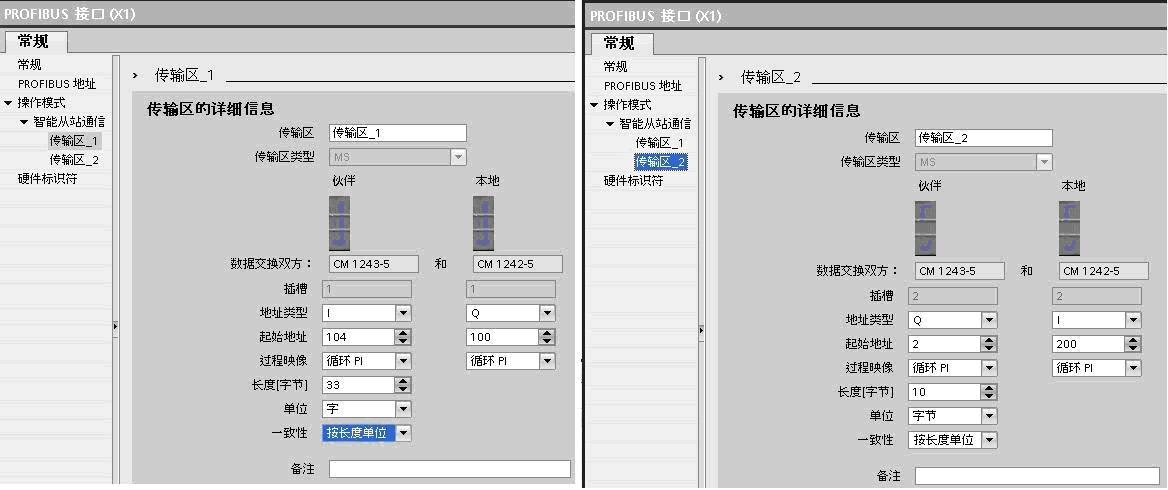 PROFIBUS 接口 (X1)
常规
常规
PROFIBUS 地址
操作模式
智能从站通信
传输区_1
传输区_2
硬件标识符
传输区_1
传输区的详细信息
传输区 传输区_1
传输区类型 MS
伙伴 本地
数据交换双方： CM 1243-5 和 CM 1242-5
插槽 1 1
地址类型 I Q
起始地址 104 100
过程映像 循环 PI 循环 PI
长度[字节] 33
单位 字
一致性 按长度单位
备注
PROFIBUS 接口 (X1)
常规
常规
PROFIBUS 地址
操作模式
智能从站通信
传输区_1
传输区_2
硬件标识符
传输区_2
传输区的详细信息
传输区 传输区_2
传输区类型 MS
伙伴 本地
数据交换双方： CM 1243-5 和 CM 1242-5
插槽 2 2
地址类型 Q I
起始地址 2 200
过程映像 循环 PI 循环 PI
长度[字节] 10
单位 字节
一致性 按长度单位
备注